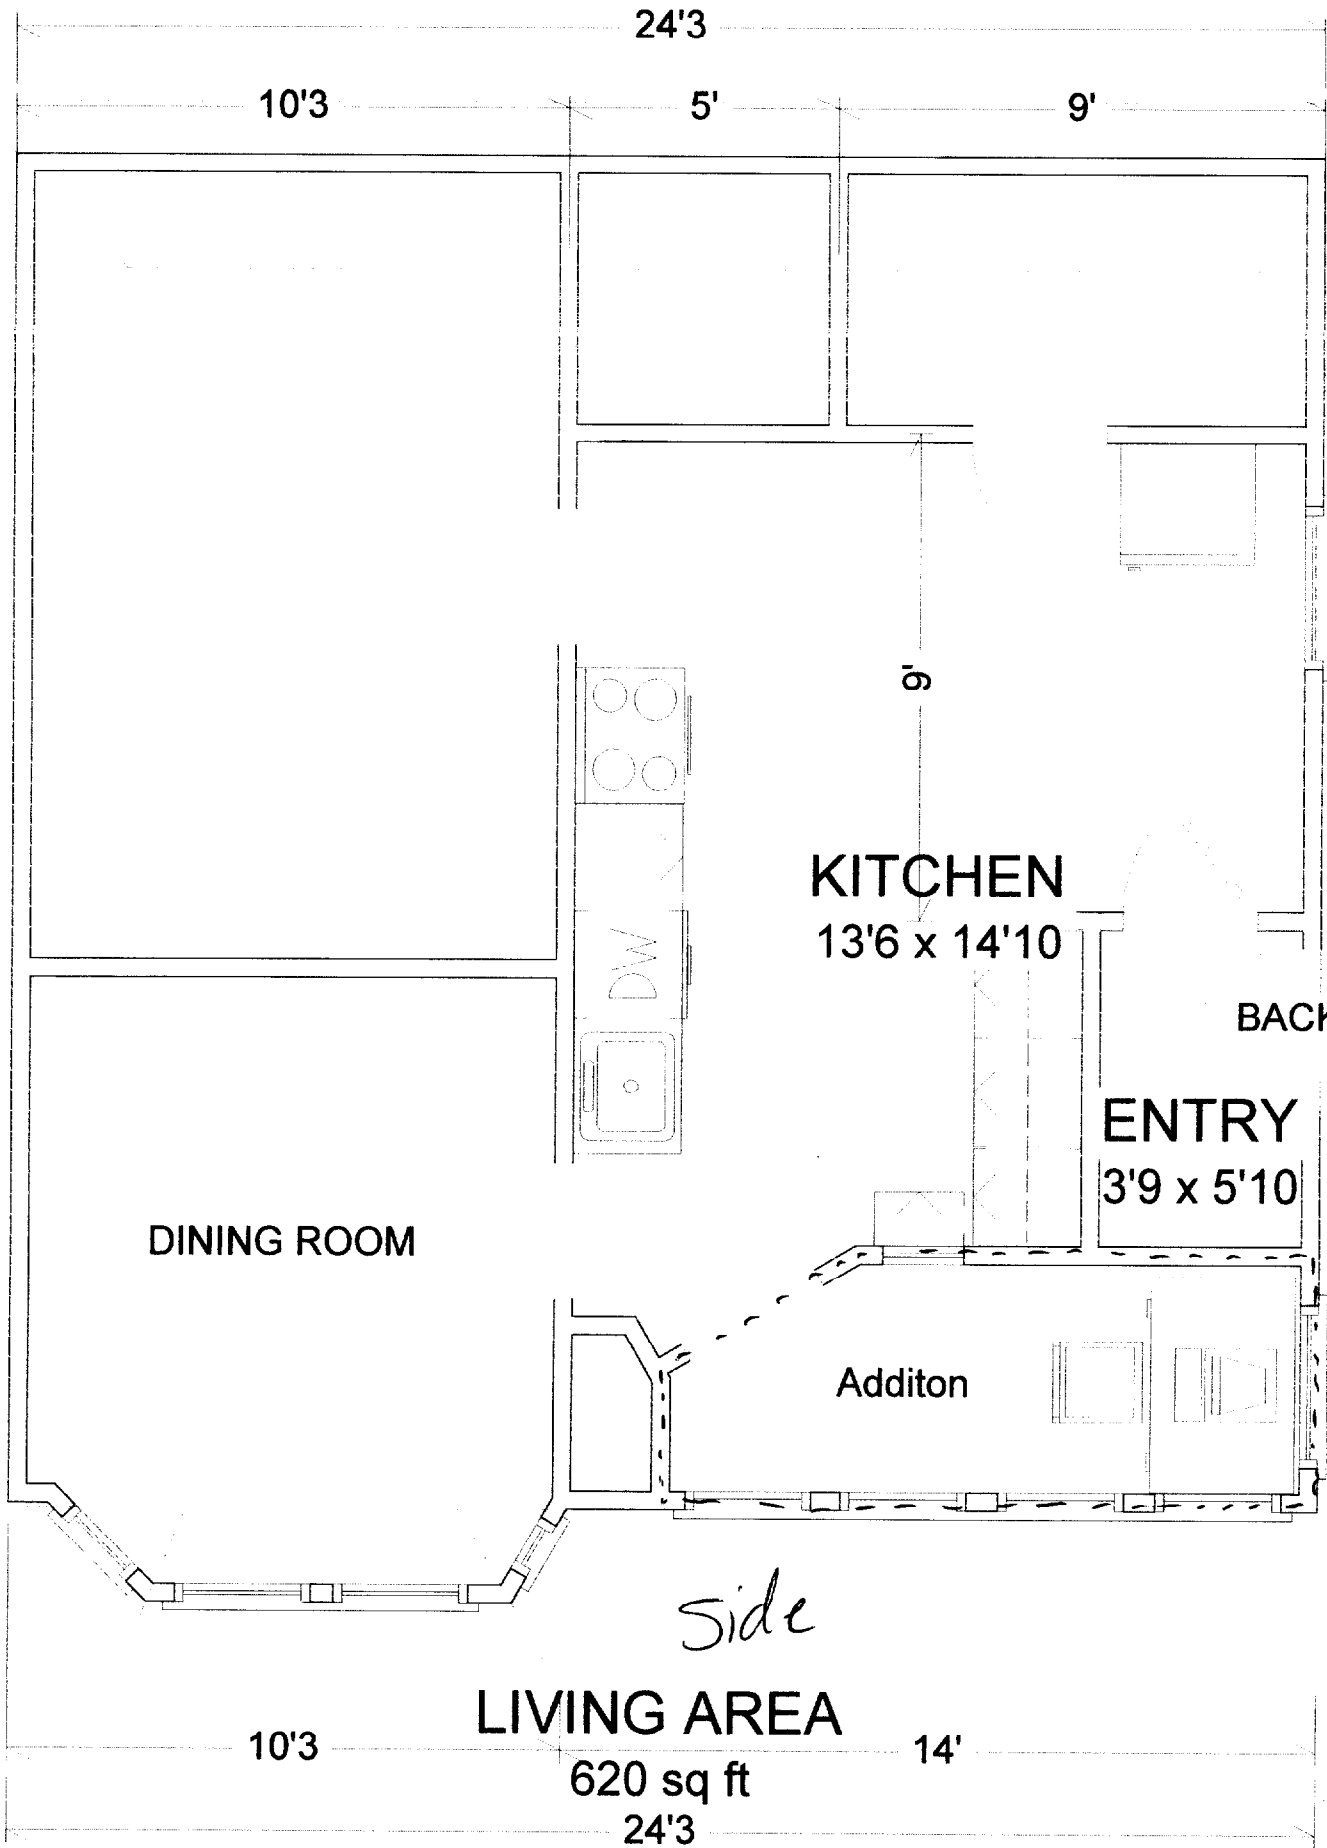 24'3
10'3
5'
9'
9'
KITCHEN
13'6 x 14'10
DW
BACK
ENTRY
3'9 x 5'10
DINING ROOM
Additon
Side
LIVING AREA
10'3
14'
620 sq ft
24'3